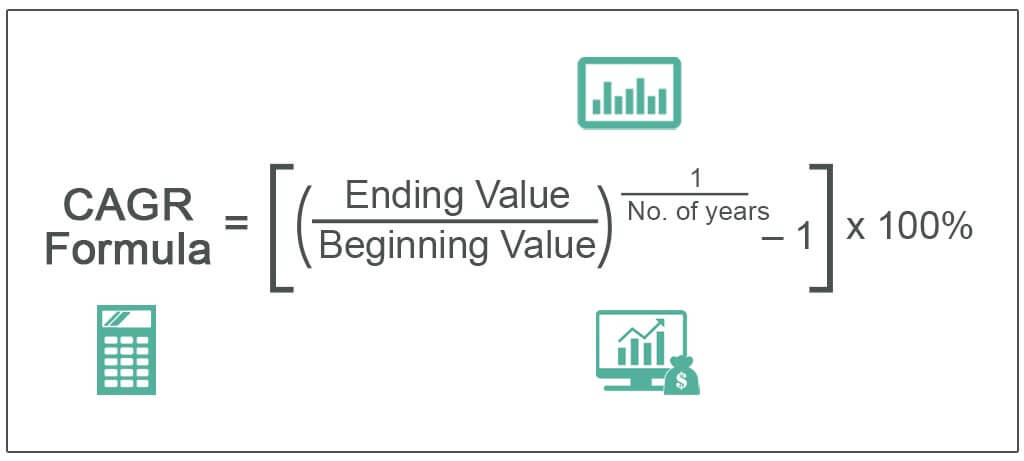 CAGR
Formula
=
[(
Ending Value
Beginning Value
)
1
No. of years
– 1
]
x 100%
$